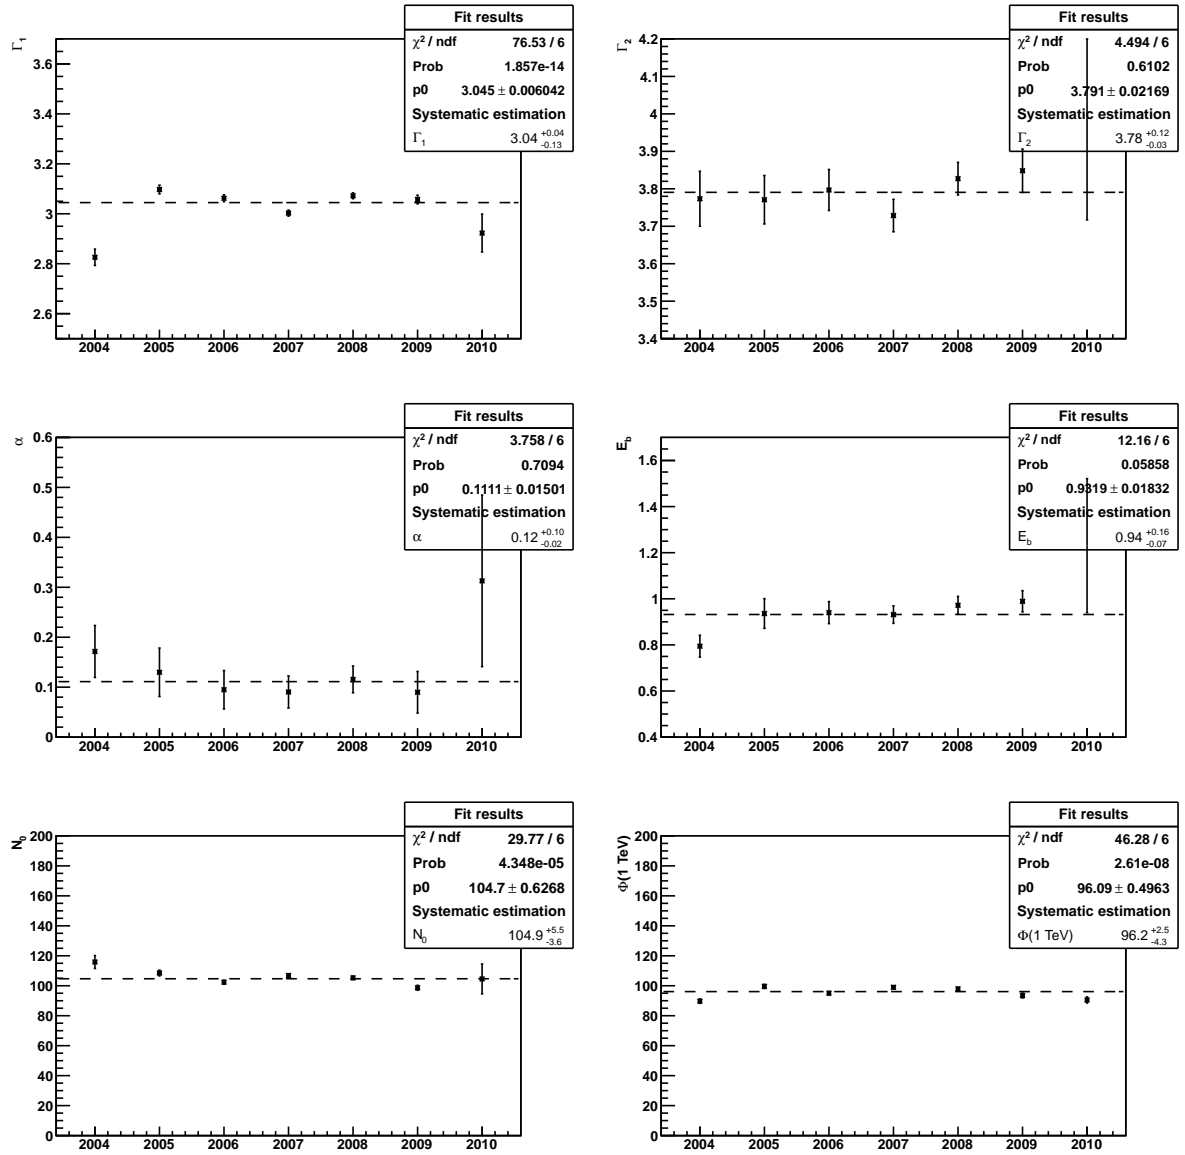 Γ₁
3.6
3.4
3.2
3
2.8
2.6
2004 2005 2006 2007 2008 2009 2010
Fit results
χ² / ndf 76.53 / 6
Prob 1.857e-14
p0 3.045 ± 0.006042
Systematic estimation
Γ₁ 3.04 +0.04 -0.13
Γ₂
4.2
4.1
4
3.9
3.8
3.7
3.6
3.5
3.4
2004 2005 2006 2007 2008 2009 2010
Fit results
χ² / ndf 4.494 / 6
Prob 0.6102
p0 3.791 ± 0.02169
Systematic estimation
Γ₂ 3.78 +0.12 -0.03
α
0.6
0.5
0.4
0.3
0.2
0.1
0
2004 2005 2006 2007 2008 2009 2010
Fit results
χ² / ndf 3.758 / 6
Prob 0.7094
p0 0.1111 ± 0.01501
Systematic estimation
α 0.12 +0.10 -0.02
E_b
1.6
1.4
1.2
1
0.8
0.6
0.4
2004 2005 2006 2007 2008 2009 2010
Fit results
χ² / ndf 12.16 / 6
Prob 0.05858
p0 0.9319 ± 0.01832
Systematic estimation
E_b 0.94 +0.16 -0.07
N₀
200
180
160
140
120
100
80
60
40
20
0
2004 2005 2006 2007 2008 2009 2010
Fit results
χ² / ndf 29.77 / 6
Prob 4.348e-05
p0 104.7 ± 0.6268
Systematic estimation
N₀ 104.9 +5.5 -3.6
Φ(1 TeV)
200
180
160
140
120
100
80
60
40
20
0
2004 2005 2006 2007 2008 2009 2010
Fit results
χ² / ndf 46.28 / 6
Prob 2.61e-08
p0 96.09 ± 0.4963
Systematic estimation
Φ(1 TeV) 96.2 +2.5 -4.3